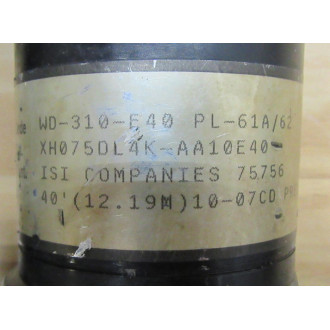 WD-310-E40 PL-61A/62
XH075DL4K-AA10E40
ISI COMPANIES 75756
40'(12.19M)10-07CD